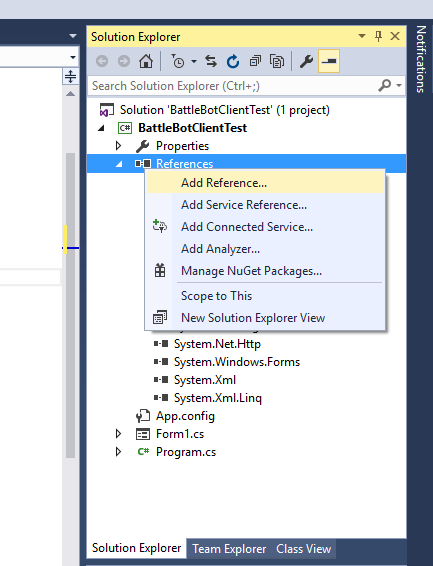 Solution Explorer
Notifications
Search Solution Explorer (Ctrl+;)
Solution 'BattleBotClientTest' (1 project)
C# BattleBotClientTest
Properties
References
Add Reference...
Add Service Reference...
Add Connected Service...
Add Analyzer...
Manage NuGet Packages...
Scope to This
New Solution Explorer View
System.Net.Http
System.Windows.Forms
System.Xml
System.Xml.Linq
App.config
Form1.cs
C# Program.cs
Solution Explorer Team Explorer Class View